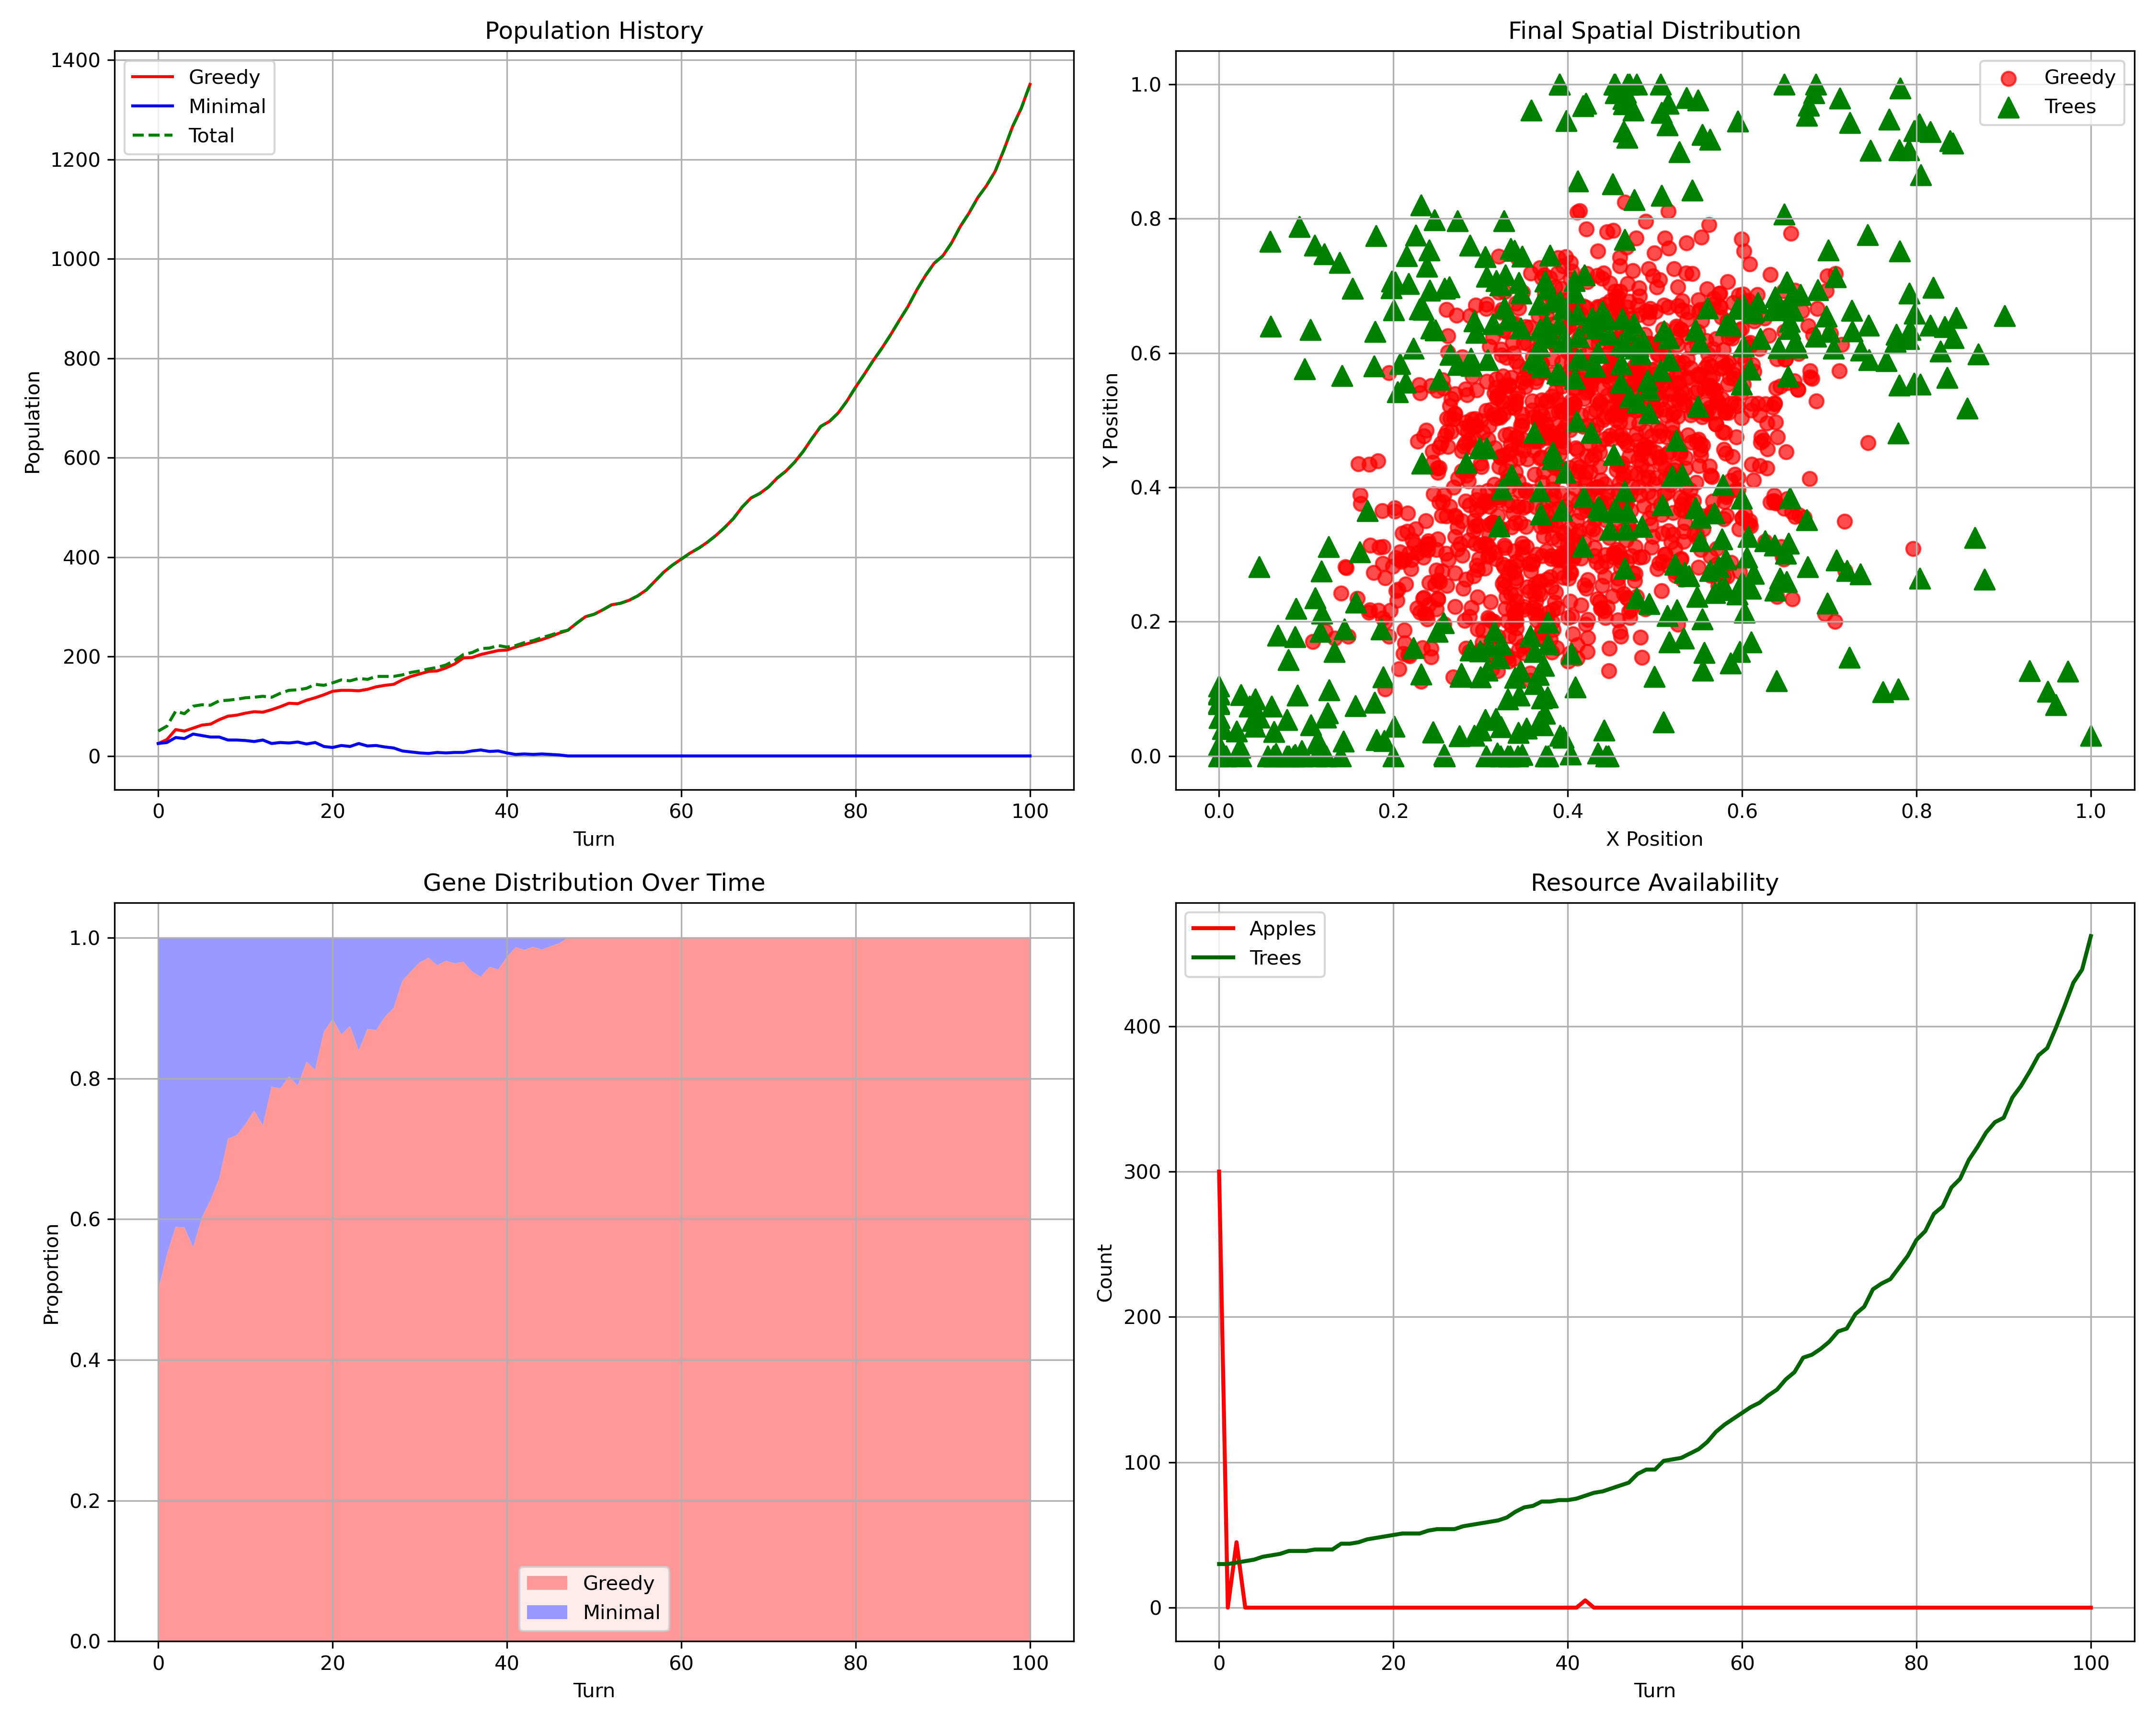 Population History
1400
1200
1000
800
600
400
200
0
Population
Greedy
Minimal
Total
0 20 40 60 80 100
Turn
Final Spatial Distribution
1.0
0.8
0.6
0.4
0.2
0.0
Y Position
Greedy
Trees
0.0 0.2 0.4 0.6 0.8 1.0
X Position
Gene Distribution Over Time
1.0
0.8
0.6
0.4
0.2
0.0
Proportion
Greedy
Minimal
0 20 40 60 80 100
Turn
Resource Availability
Apples
Trees
400
300
200
100
0
Count
0 20 40 60 80 100
Turn